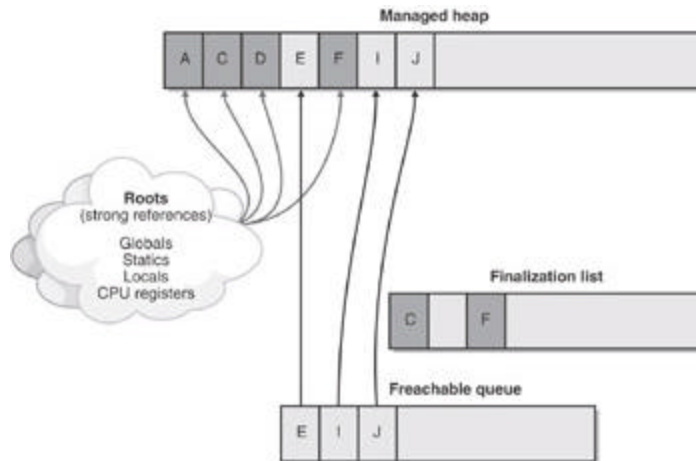 Managed heap
A C D E F I J
Roots
(strong references)
Globals
Statics
Locals
CPU registers
Finalization list
C F
Freachable queue
E I J